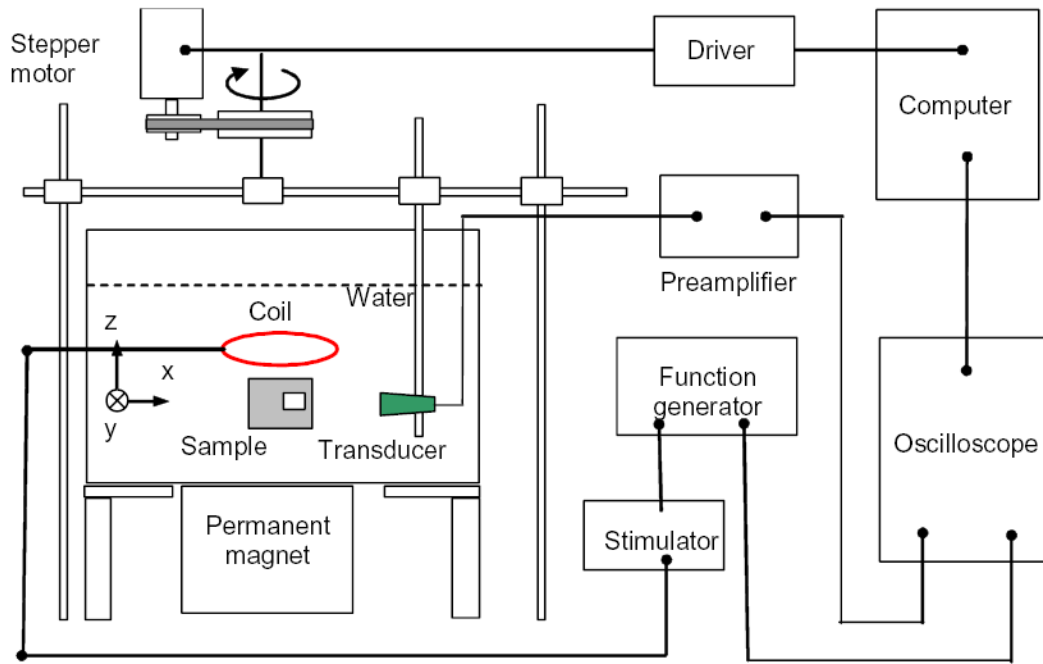 Stepper
motor
Driver
Computer
Preamplifier
Water
Coil
z
x
y
Sample
Transducer
Function
generator
Oscilloscope
Permanent
magnet
Stimulator